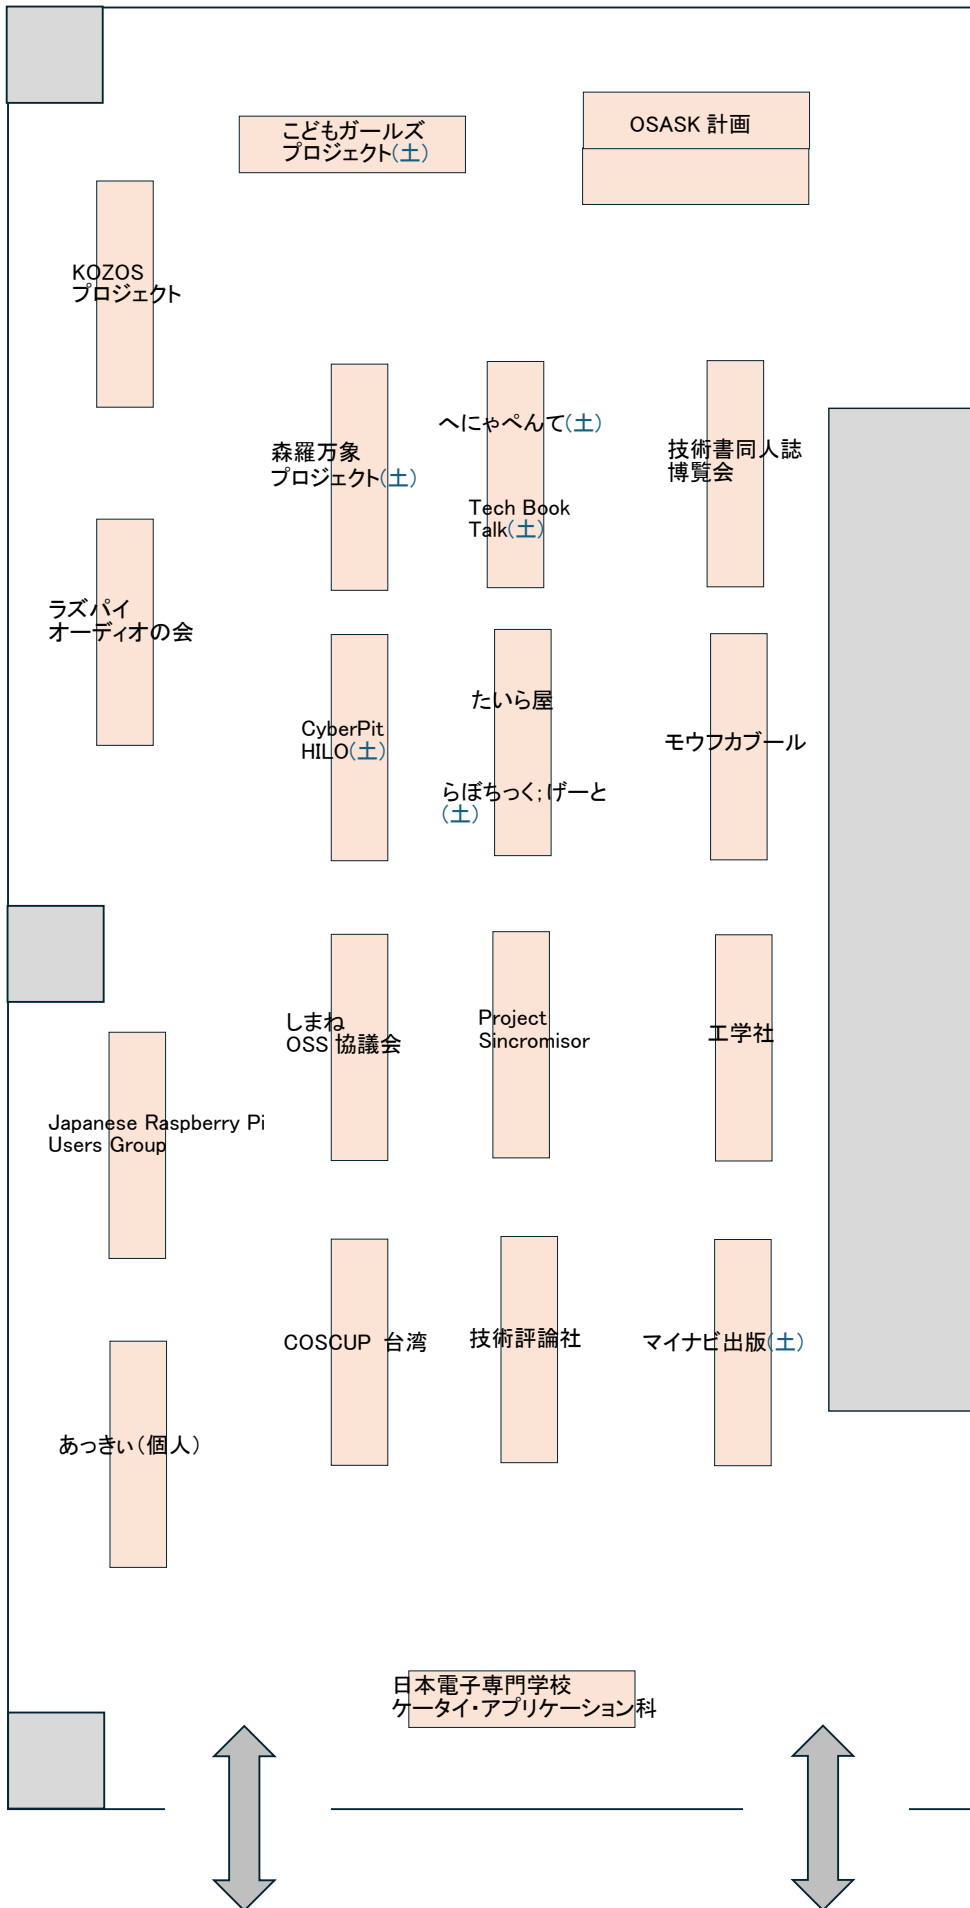 こどもガールズ
プロジェクト(土)
OSASK 計画
KOZOS
プロジェクト
森羅万象
プロジェクト(土)
へにゃぺんて(土)
Tech Book
Talk(土)
技術書同人誌
博覧会
ラズパイ
オーディオの会
CyberPit
HILO(土)
たいら屋
らぼちっく;げーと
(土)
モウフカブール
しまね
OSS 協議会
Project
Sincromisor
工学社
Japanese Raspberry Pi
Users Group
COSCUP 台湾
技術評論社
マイナビ出版(土)
あっきぃ(個人)
日本電子専門学校
ケータイ・アプリケーション科